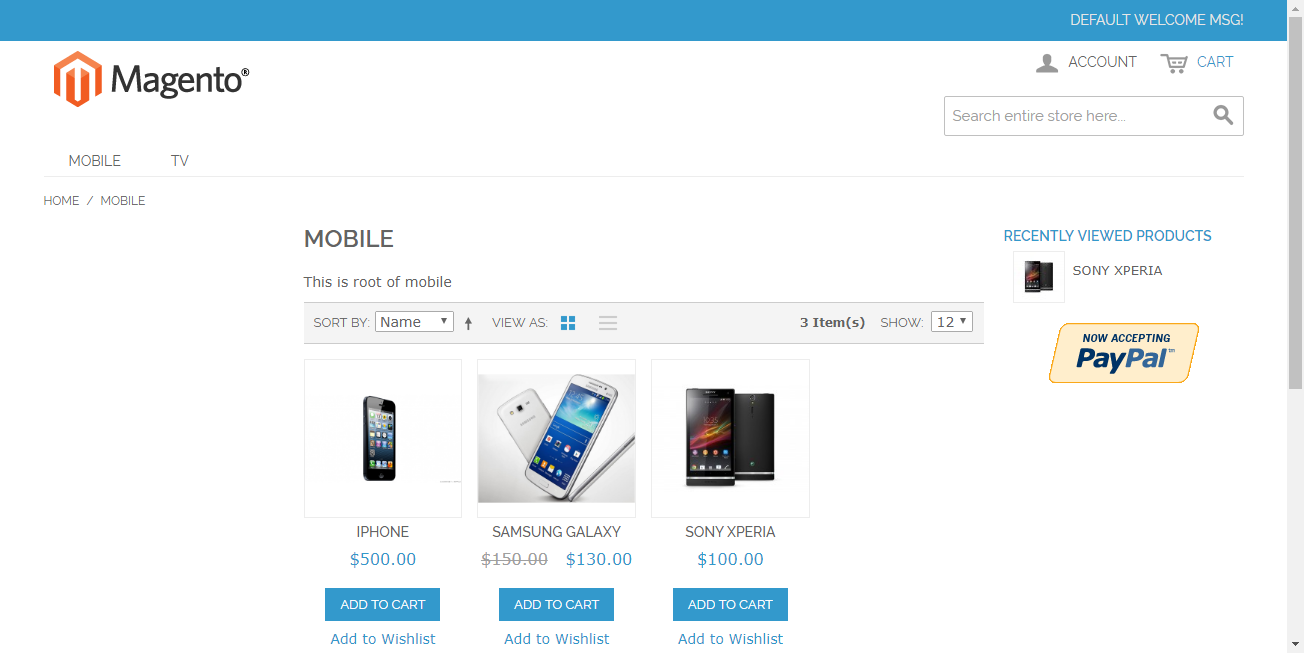 DEFAULT WELCOME MSG!
Magento®
ACCOUNT
CART
Search entire store here...
MOBILE
TV
HOME / MOBILE
MOBILE
This is root of mobile
SORT BY: Name VIEW AS: 3 Item(s) SHOW: 12
IPHONE
$500.00
ADD TO CART
Add to Wishlist
SAMSUNG GALAXY
$150.00 $130.00
ADD TO CART
Add to Wishlist
SONY XPERIA
$100.00
ADD TO CART
Add to Wishlist
RECENTLY VIEWED PRODUCTS
SONY XPERIA
NOW ACCEPTING
PayPal™